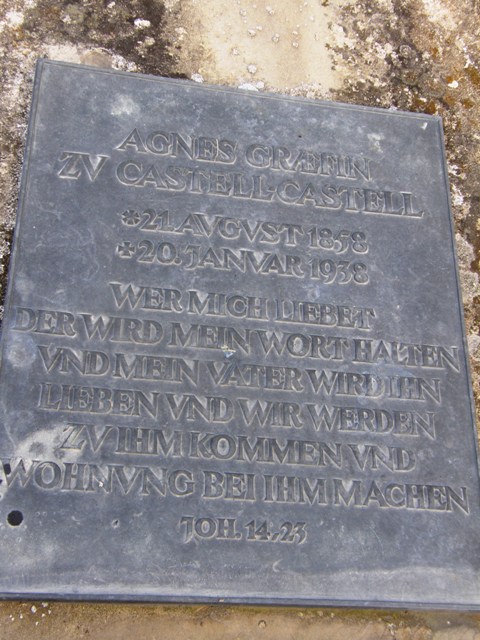 AGNES GRÆFIN
ZV CASTELL-CASTELL
*21. AVGVST 1858
+20. JANVAR 1938
WER MICH LIEBET
DER WIRD MEIN WORT HALTEN
VND MEIN VATER WIRD IHN
LIEBEN VND WIR WERDEN
ZV IHM KOMMEN VND
WOHNVNG BEI IHM MACHEN
JOH. 14.23